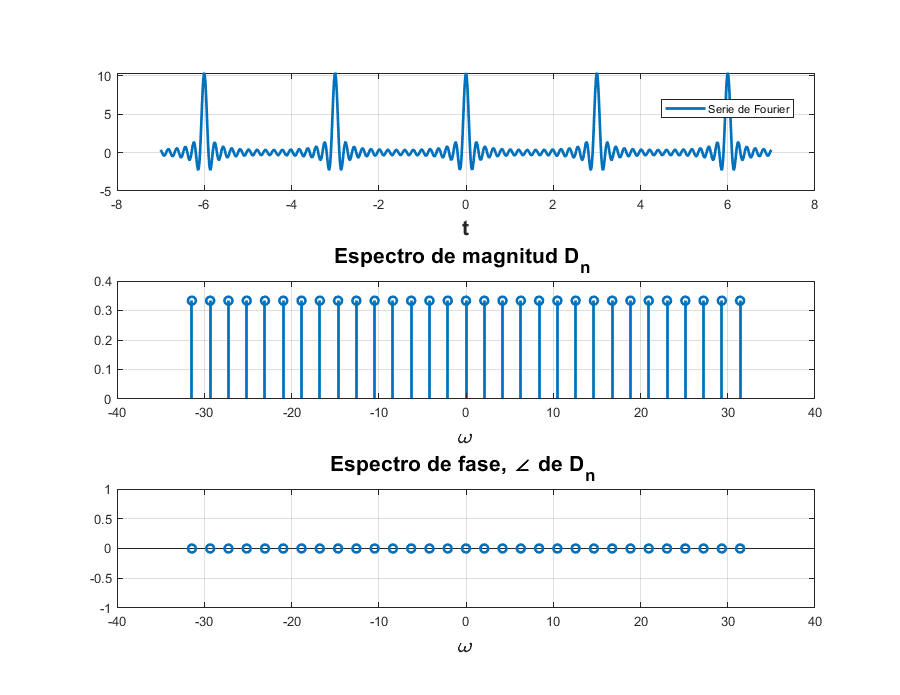 10
5
0
-5
Serie de Fourier
-8 -6 -4 -2 0 2 4 6 8
t
Espectro de magnitud Dn
0.4
0.3
0.2
0.1
0
-40 -30 -20 -10 0 10 20 30 40
ω
Espectro de fase, ∠ de Dn
1
0.5
0
-0.5
-1
-40 -30 -20 -10 0 10 20 30 40
ω